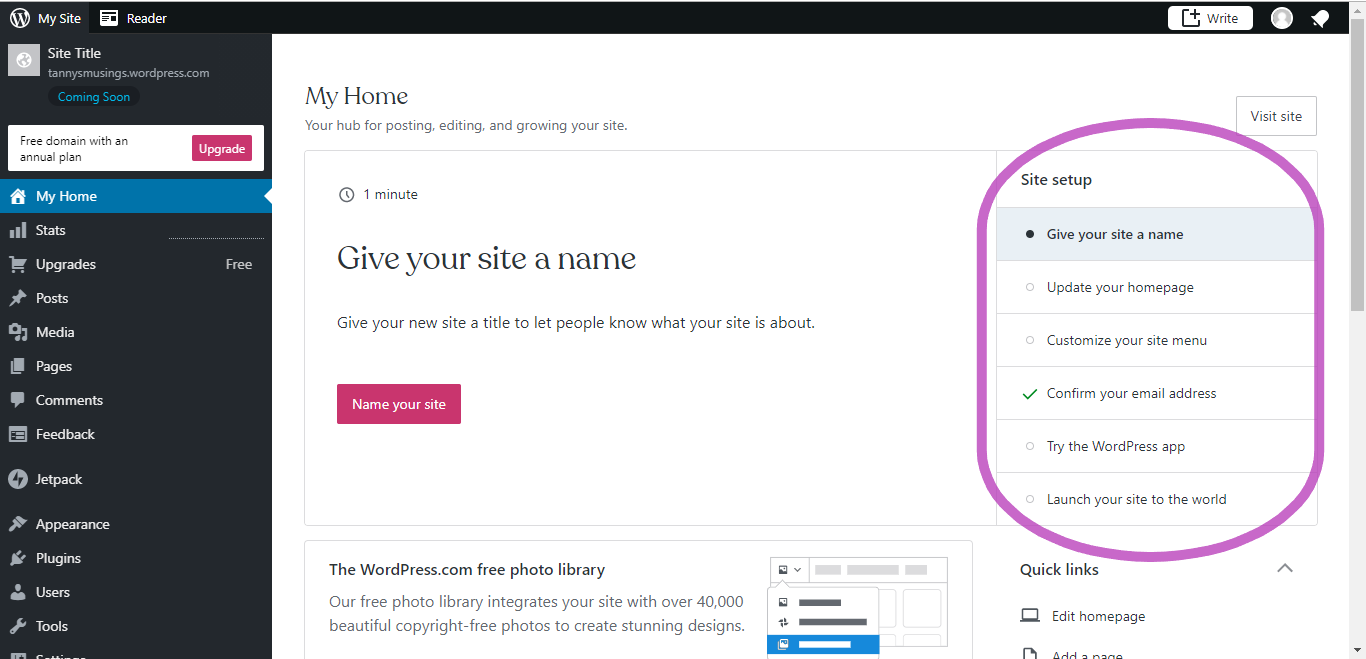 My Site
Reader
Write
Site Title
tannysmusings.wordpress.com
Coming Soon
Free domain with an
annual plan
Upgrade
My Home
Stats
Upgrades Free
Posts
Media
Pages
Comments
Feedback
Jetpack
Appearance
Plugins
Users
Tools
Settings
My Home
Your hub for posting, editing, and growing your site.
Visit site
1 minute
Give your site a name
Give your new site a title to let people know what your site is about.
Name your site
Site setup
Give your site a name
Update your homepage
Customize your site menu
Confirm your email address
Try the WordPress app
Launch your site to the world
The WordPress.com free photo library
Our free photo library integrates your site with over 40,000
beautiful copyright-free photos to create stunning designs.
Quick links
Edit homepage
Add a page